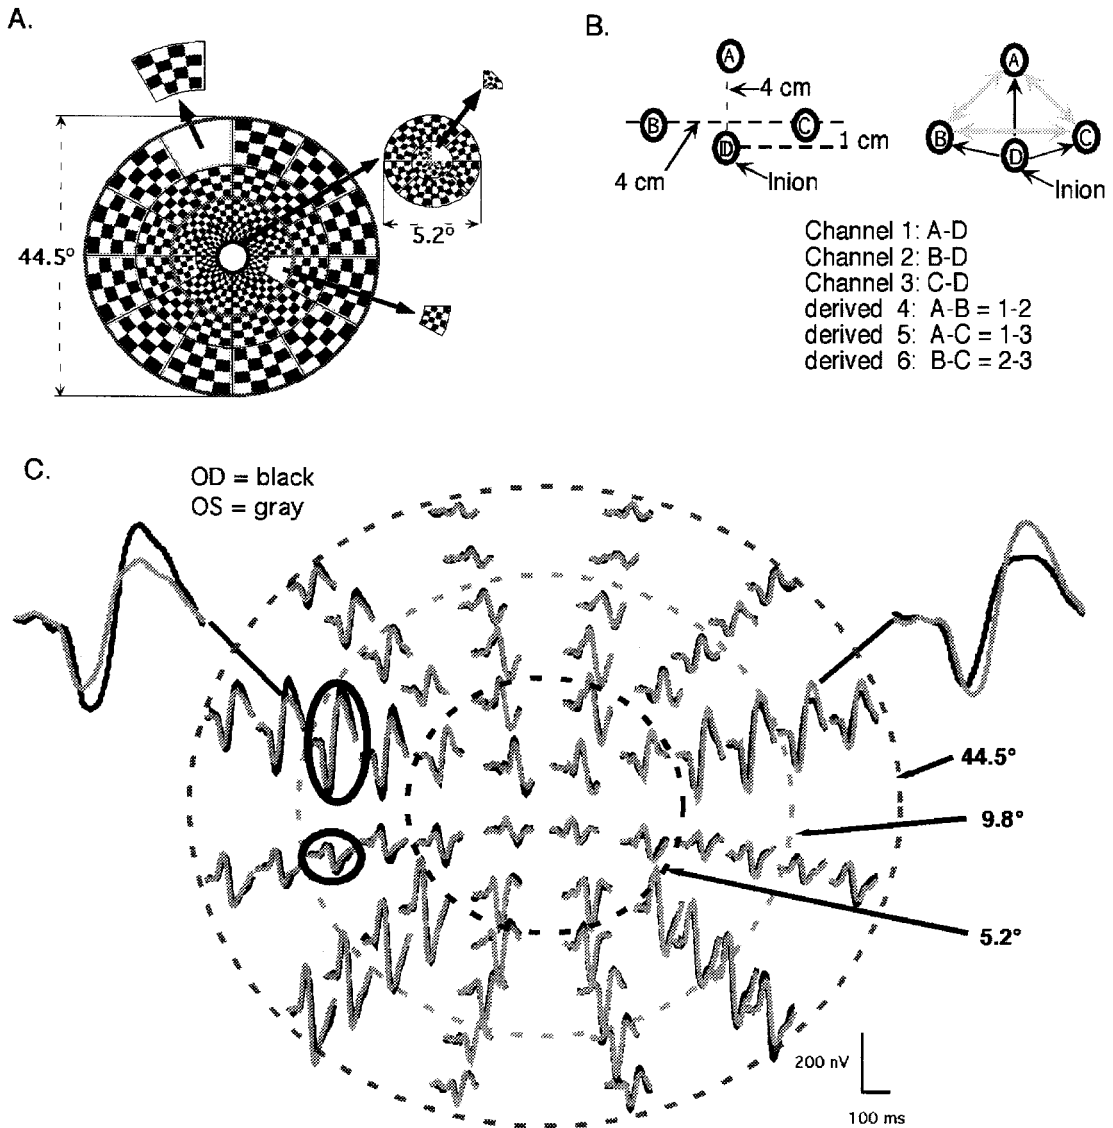 A.
44.5°
5.2°
B.
A
4 cm
B
C
D
1 cm
4 cm
Inion
A
B
C
D
Inion
Channel 1: A-D
Channel 2: B-D
Channel 3: C-D
derived 4: A-B = 1-2
derived 5: A-C = 1-3
derived 6: B-C = 2-3
C.
OD = black
OS = gray
44.5°
9.8°
5.2°
200 nV
100 ms